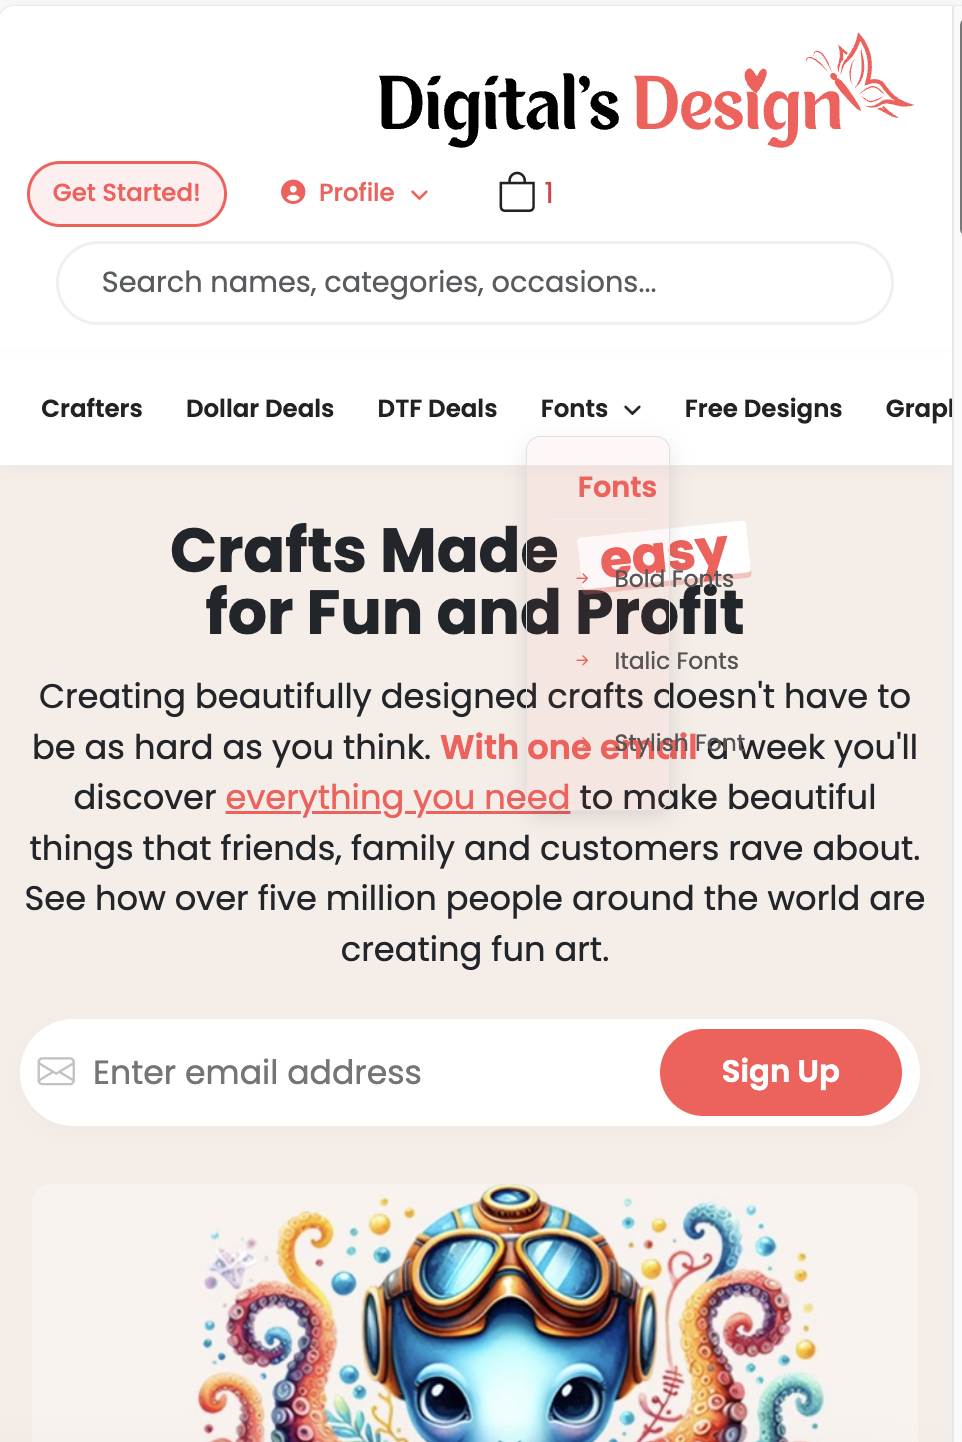 Digital's Design
Get Started!
Profile
1
Search names, categories, occasions...
Crafters Dollar Deals DTF Deals Fonts Free Designs Grap
Fonts
Crafts Made easy
for Fun and Profit
Bold Fonts
Italic Fonts
Stylish Font
Creating beautifully designed crafts doesn't have to
be as hard as you think. With one email a week you'll
discover everything you need to make beautiful
things that friends, family and customers rave about.
See how over five million people around the world are
creating fun art.
Enter email address
Sign Up